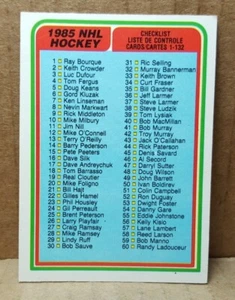 1985 NHL
HOCKEY
CHECKLIST
LISTE DE CONTROLE
CARDS/CARTES 1-132
1 Ray Bourque
2 Keith Crowder
3 Luc Dufour
4 Tom Fergus
5 Doug Keans
6 Gord Kluzak
7 Ken Linseman
8 Nevin Markwart
9 Rick Middleton
10 Mike Milbury
11 Jim Nill
12 Mike O'Connell
13 Terry O'Reilly
14 Barry Pederson
15 Pete Peeters
16 Dave Silk
17 Dave Andreychuk
18 Tom Barrasso
19 Real Cloutier
20 Mike Foligno
21 Bill Hajt
22 Gilles Hamel
23 Phil Housley
24 Gil Perreault
25 Brent Peterson
26 Larry Playfair
27 Craig Ramsey
28 Mike Ramsey
29 Lindy Ruff
30 Bob Sauve
31 Ric Seiling
32 Murray Bannerman
33 Keith Brown
34 Curt Fraser
35 Bill Gardner
36 Jeff Larmer
37 Steve Larmer
38 Steve Ludzik
39 Tom Lysiak
40 Bob MacMillan
41 Bob Murray
42 Troy Murray
43 Jack O'Callahan
44 Rick Paterson
45 Denis Savard
46 Al Secord
47 Darryl Sutter
48 Doug Wilson
49 John Barrett
50 Ivan Boldirev
51 Colin Campbell
52 Ron Duguay
53 Dwight Foster
54 Danny Gare
55 Eddie Johnstone
56 Kelly Kisio
57 Lane Lambert
58 Reed Larson
59 Bob Manno
60 Randy Ladouceur